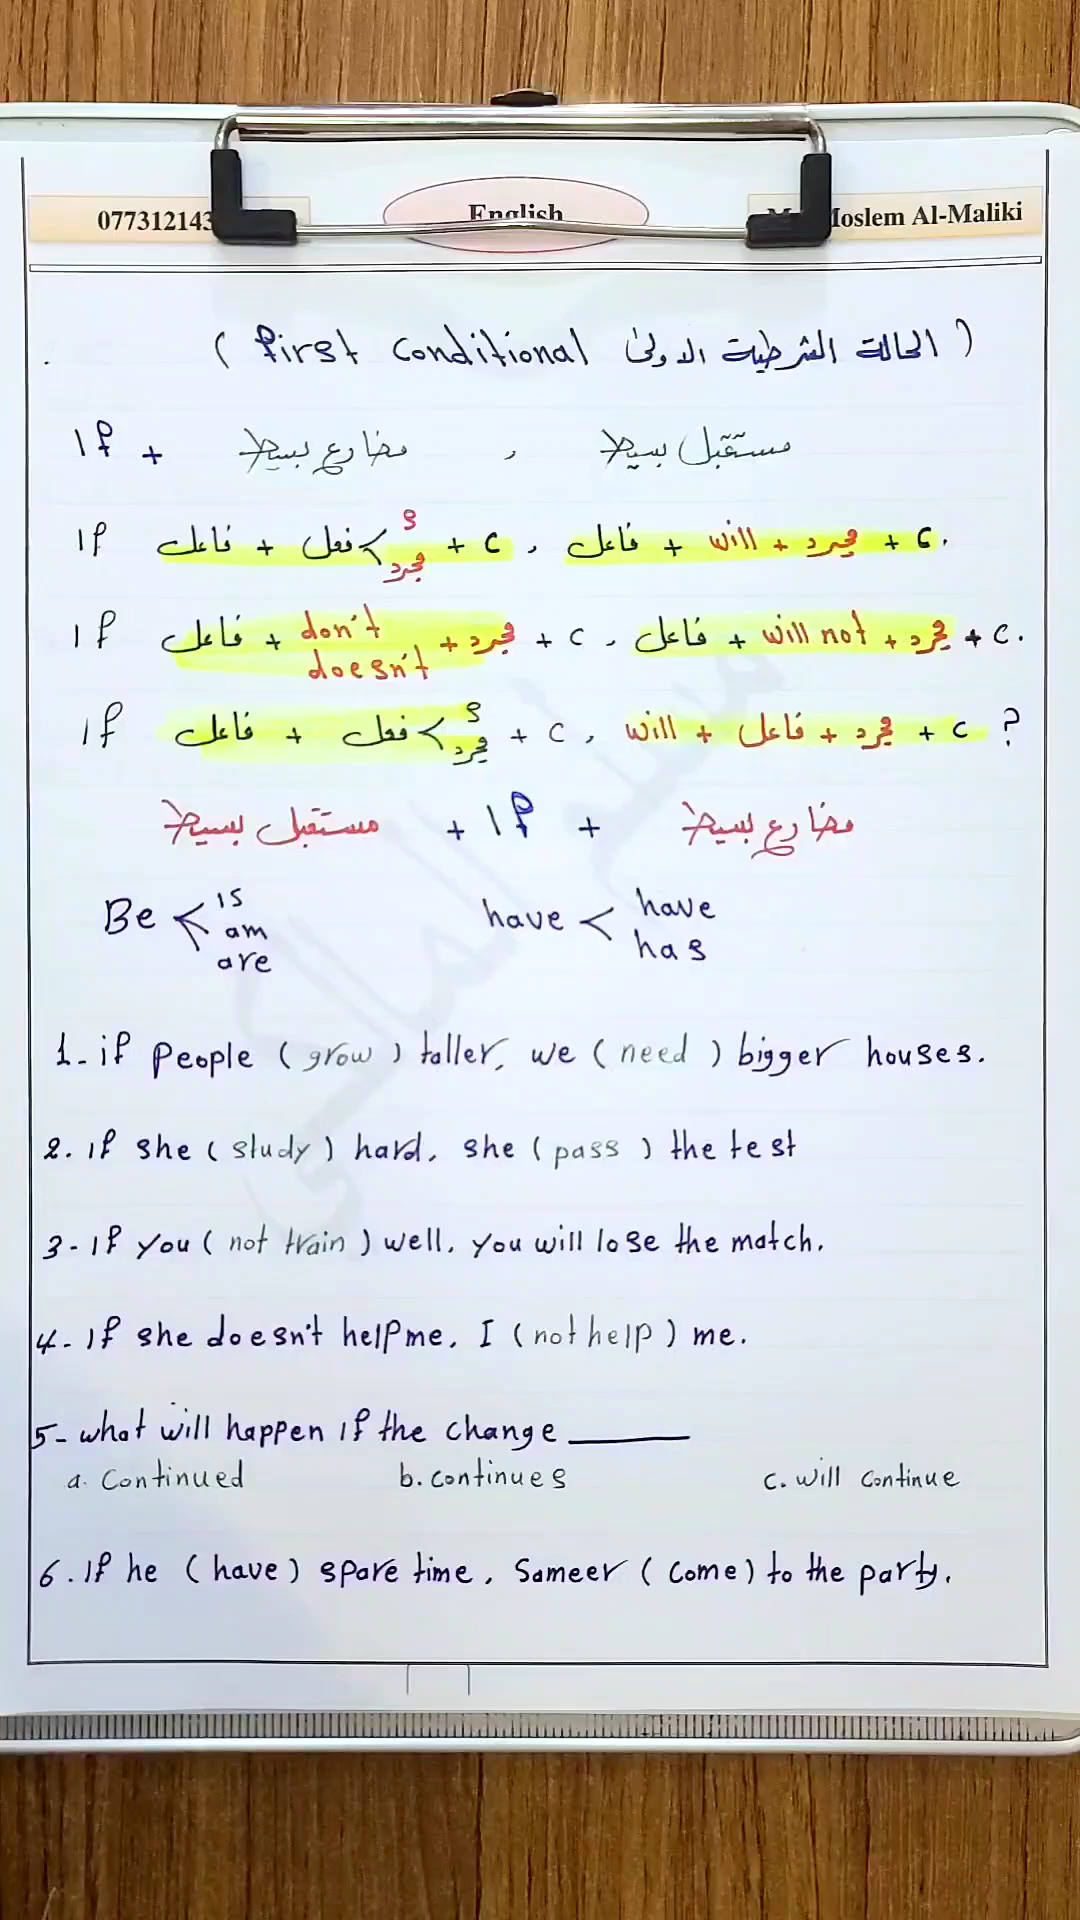 077312143
English
Moslem Al-Maliki
( first conditional الحالة الشرطية الاولى )
If + مضارع بسيط , مستقبل بسيط
If فاعل + فعل < s مجرد + c , فاعل + will + مجرد + c .
If فاعل + don't doesn't + مجرد + c , فاعل + will not + مجرد + c .
If فاعل + فعل < s مجرد + c , will + فاعل + مجرد + c ?
مستقبل بسيط + If + مضارع بسيط
Be < is am are have < have has
1- if people ( grow ) taller, we ( need ) bigger houses.
2. If she ( study ) hard, she ( pass ) the test
3- If you ( not train ) well, you will lose the match.
4- If she doesn't help me, I ( not help ) me.
5- what will happen if the change ______
a. Continued b. continues c. will continue
6. If he ( have ) spare time, Sameer ( come ) to the party.
مسلم المالكي